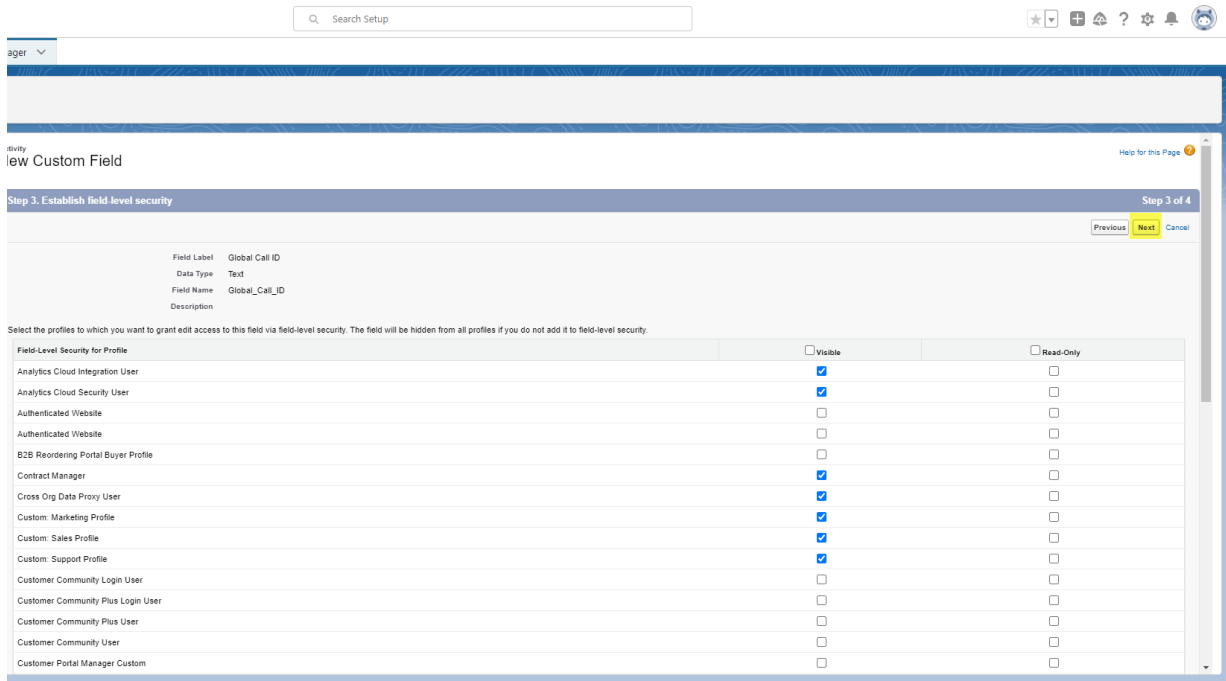 Search Setup
ager
ctivity
lew Custom Field
Help for this Page
Step 3. Establish field-level security Step 3 of 4
Previous Next Cancel
Field Label Global Call ID
Data Type Text
Field Name Global_Call_ID
Description
Select the profiles to which you want to grant edit access to this field via field-level security. The field will be hidden from all profiles if you do not add it to field-level security.
Field-Level Security for Profile Visible Read-Only
Analytics Cloud Integration User
Analytics Cloud Security User
Authenticated Website
Authenticated Website
B2B Reordering Portal Buyer Profile
Contract Manager
Cross Org Data Proxy User
Custom: Marketing Profile
Custom: Sales Profile
Custom: Support Profile
Customer Community Login User
Customer Community Plus Login User
Customer Community Plus User
Customer Community User
Customer Portal Manager Custom